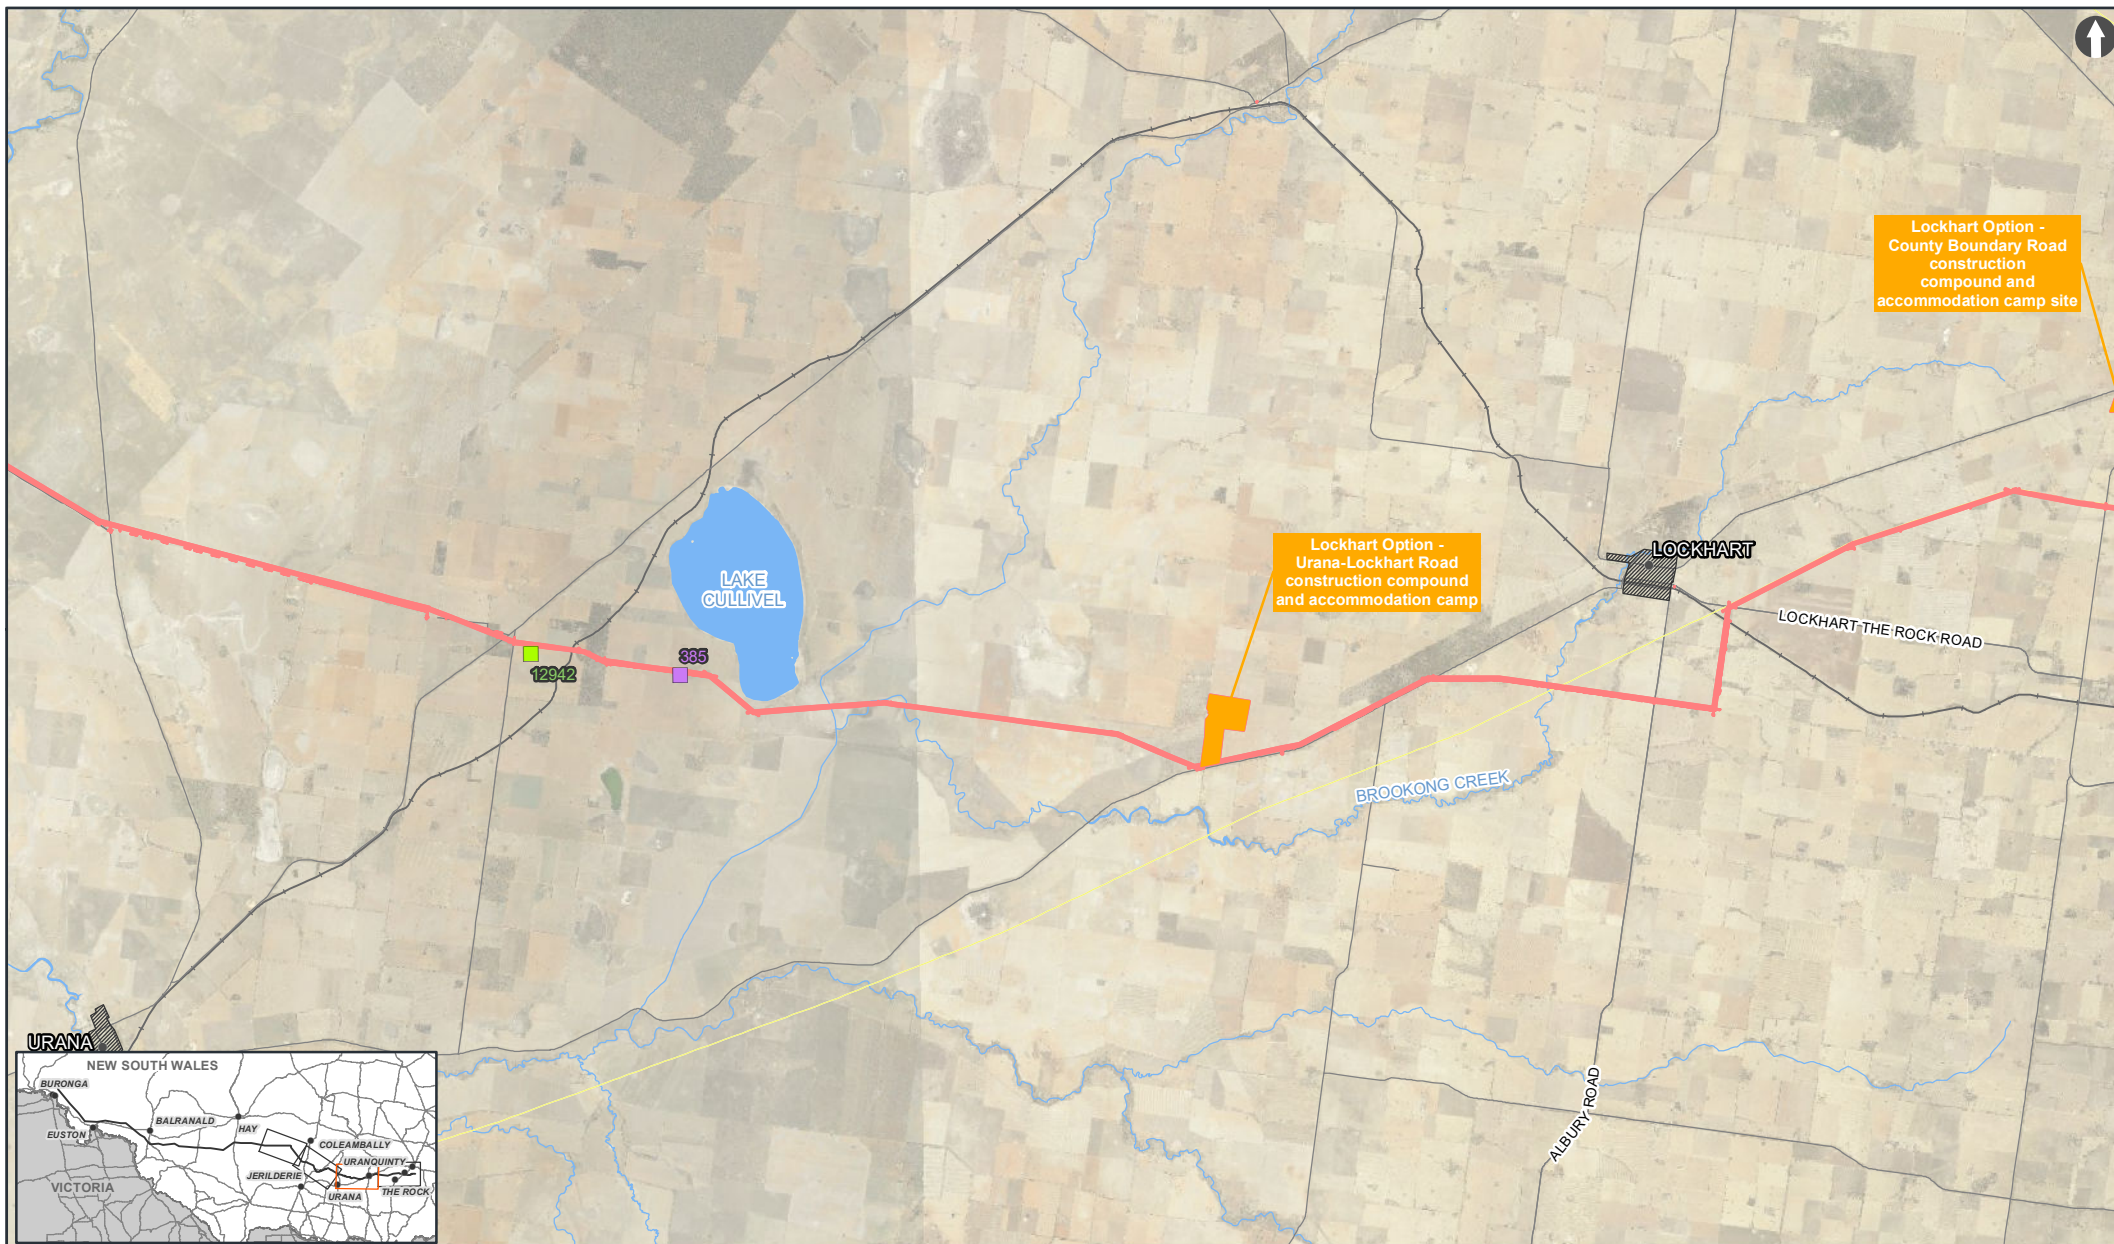 Lockhart Option -
County Boundary Road
construction
compound and
accommodation camp site
Lockhart Option -
Urana-Lockhart Road
construction compound
and accommodation camp
LOCKHART
LAKE
CULLIVEL
LOCKHART THE ROCK ROAD
385
12942
BROOKONG CREEK
URANA
ALBURY ROAD
NEW SOUTH WALES
BURONGA
BALRANALD
HAY
EUSTON
COLEAMBALLY
URANQUINTY
JERILDERIE
VICTORIA
URANA
THE ROCK